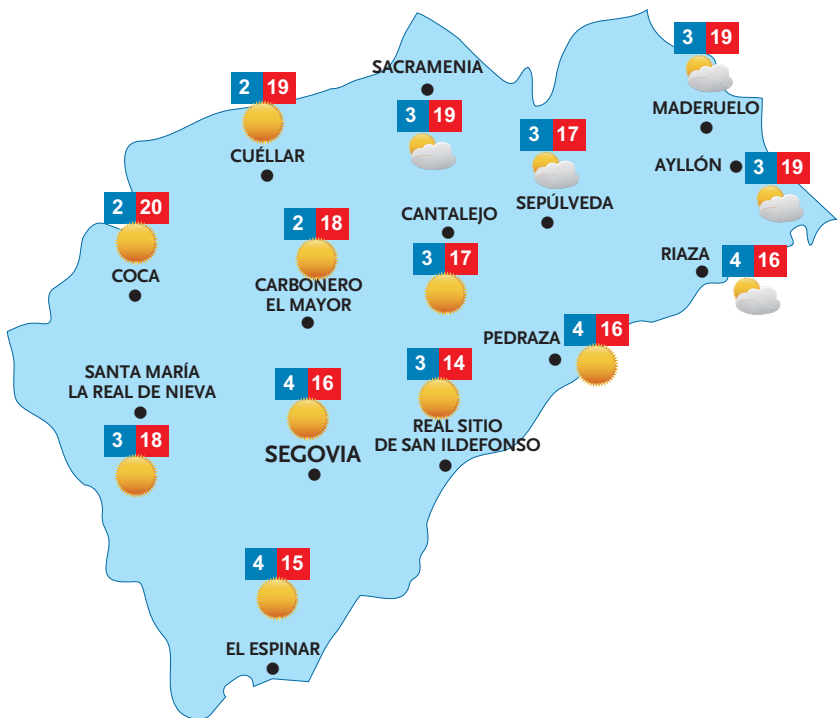 3 19
MADERUELO
SACRAMENIA
3 19
2 19
CUÉLLAR
3 17
SEPÚLVEDA
AYLLÓN
3 19
2 20
COCA
2 18
CARBONERO
EL MAYOR
CANTALEJO
3 17
RIAZA
4 16
PEDRAZA
4 16
SANTA MARÍA
LA REAL DE NIEVA
3 18
4 16
SEGOVIA
3 14
REAL SITIO
DE SAN ILDEFONSO
4 15
EL ESPINAR